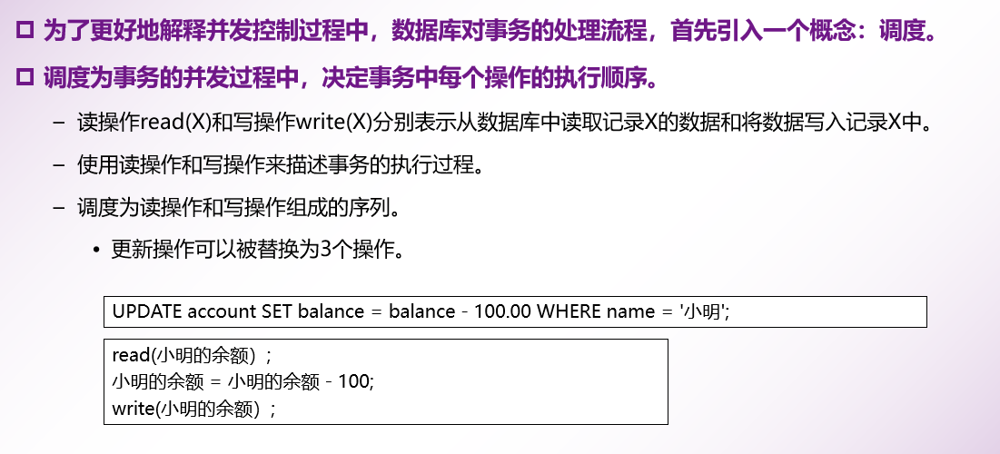 为了更好地解释并发控制过程中，数据库对事务的处理流程，首先引入一个概念：调度。
调度为事务的并发过程中，决定事务中每个操作的执行顺序。
– 读操作read(X)和写操作write(X)分别表示从数据库中读取记录X的数据和将数据写入记录X中。
– 使用读操作和写操作来描述事务的执行过程。
– 调度为读操作和写操作组成的序列。
• 更新操作可以被替换为3个操作。
UPDATE account SET balance = balance - 100.00 WHERE name = '小明';
read(小明的余额）;
小明的余额 = 小明的余额 - 100;
write(小明的余额）;